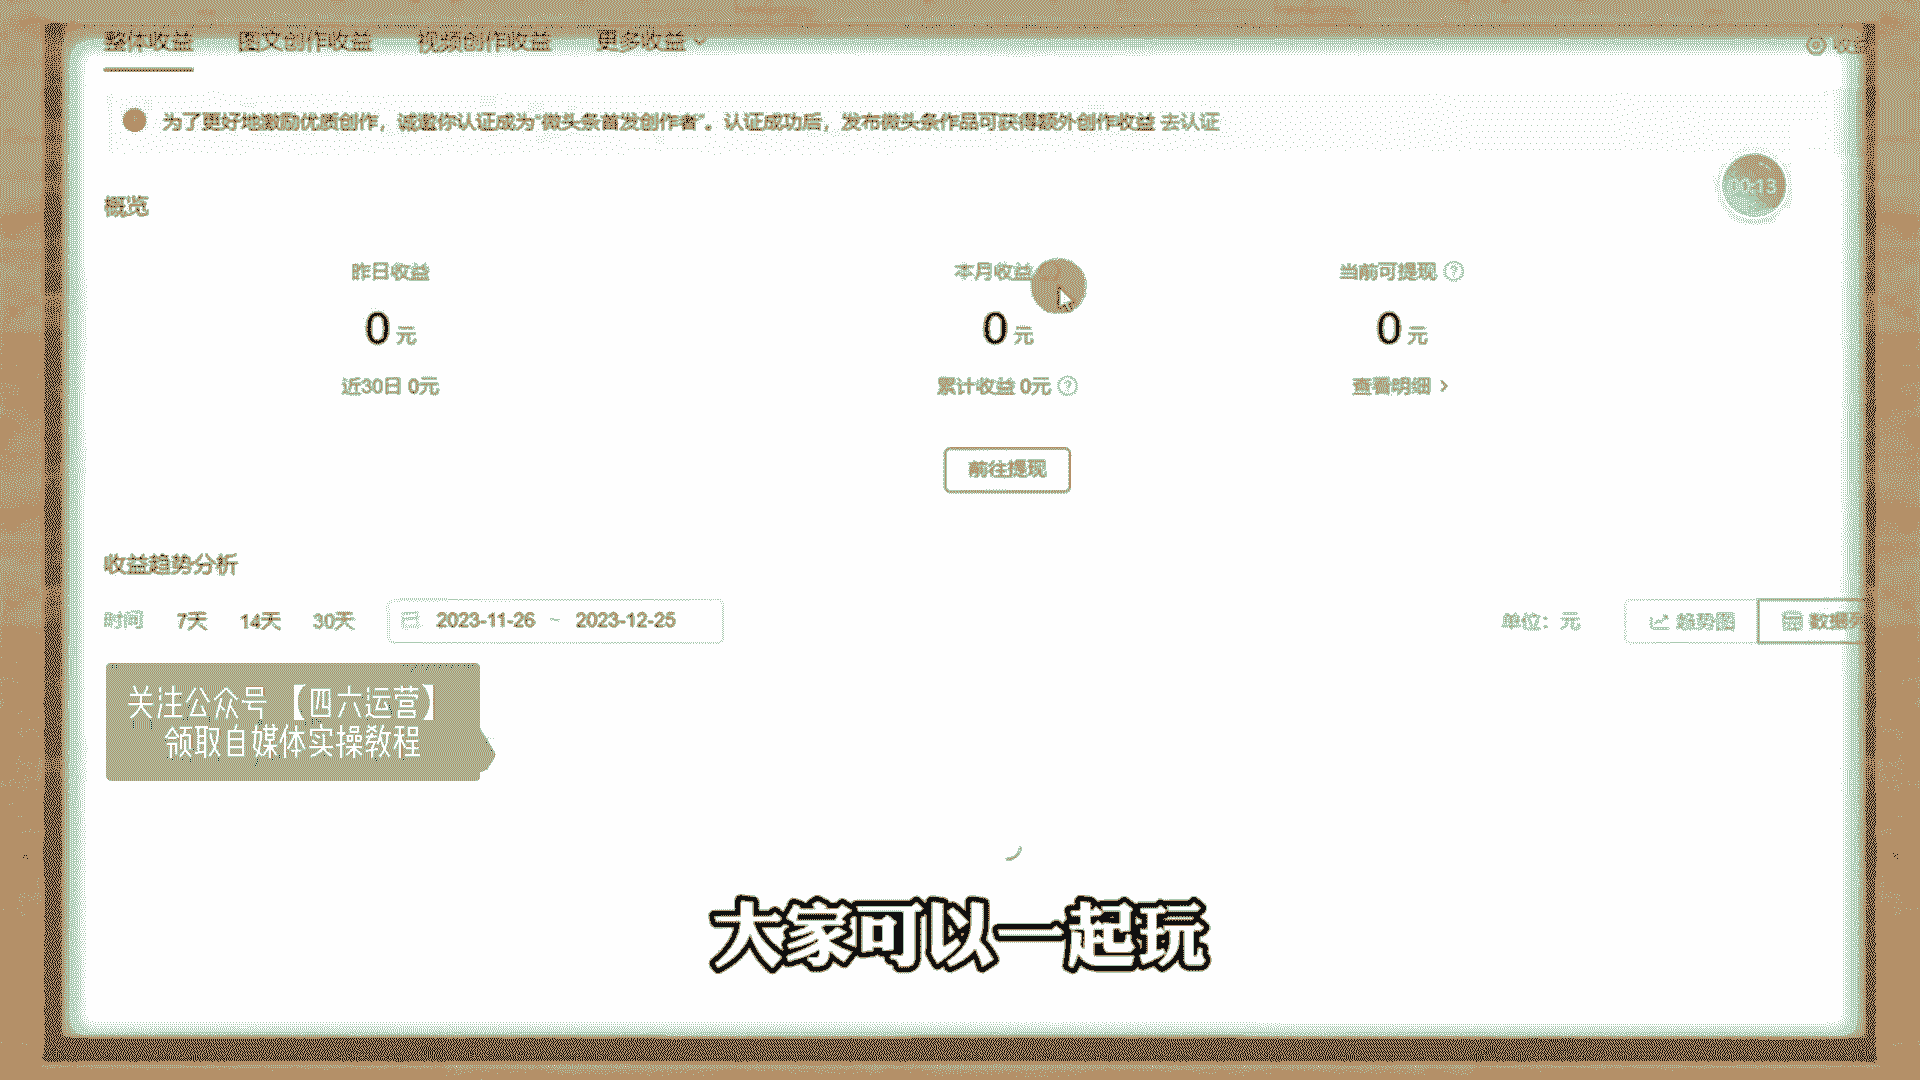 整体收益 图文创作收益 视频创作收益 更多收益
为了更好地激励优质创作，诚邀你认证成为“微头条首发创作者”。认证成功后，发布微头条作品可获得额外创作收益 去认证
00:13
概览
昨日收益 本月收益 当前可提现
0元 0元 0元
近30日 0元 累计收益 0元 查看明细 >
前往提现
收益趋势分析
时间 7天 14天 30天 2023-11-26 ~ 2023-12-25 单位：元 趋势图 数据
关注公众号【四六运营】
领取自媒体实操教程
大家可以一起玩